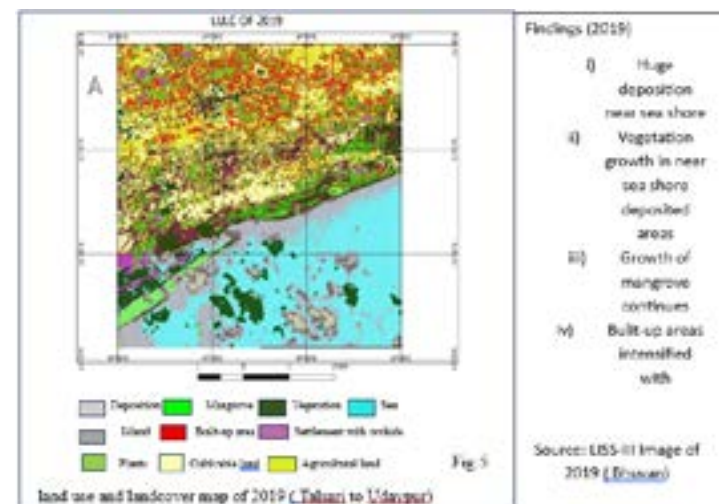 LULC OF 2019
A
Deposition Mangrove Vegetation Sea
Island Built-up area Settlement with orchards
Plants Cultivable land Agricultural land
Fig 5
land use and landcover map of 2019 ( Talsari to Udaypur)
Findings (2019)
i) Huge
deposition
near sea shore
ii) Vegetation
growth in near
sea shore
deposited
areas
iii) Growth of
mangrove
continues
iv) Built-up areas
intensified
with
Source: LISS-III Image of
2019 ( Bhuvan)